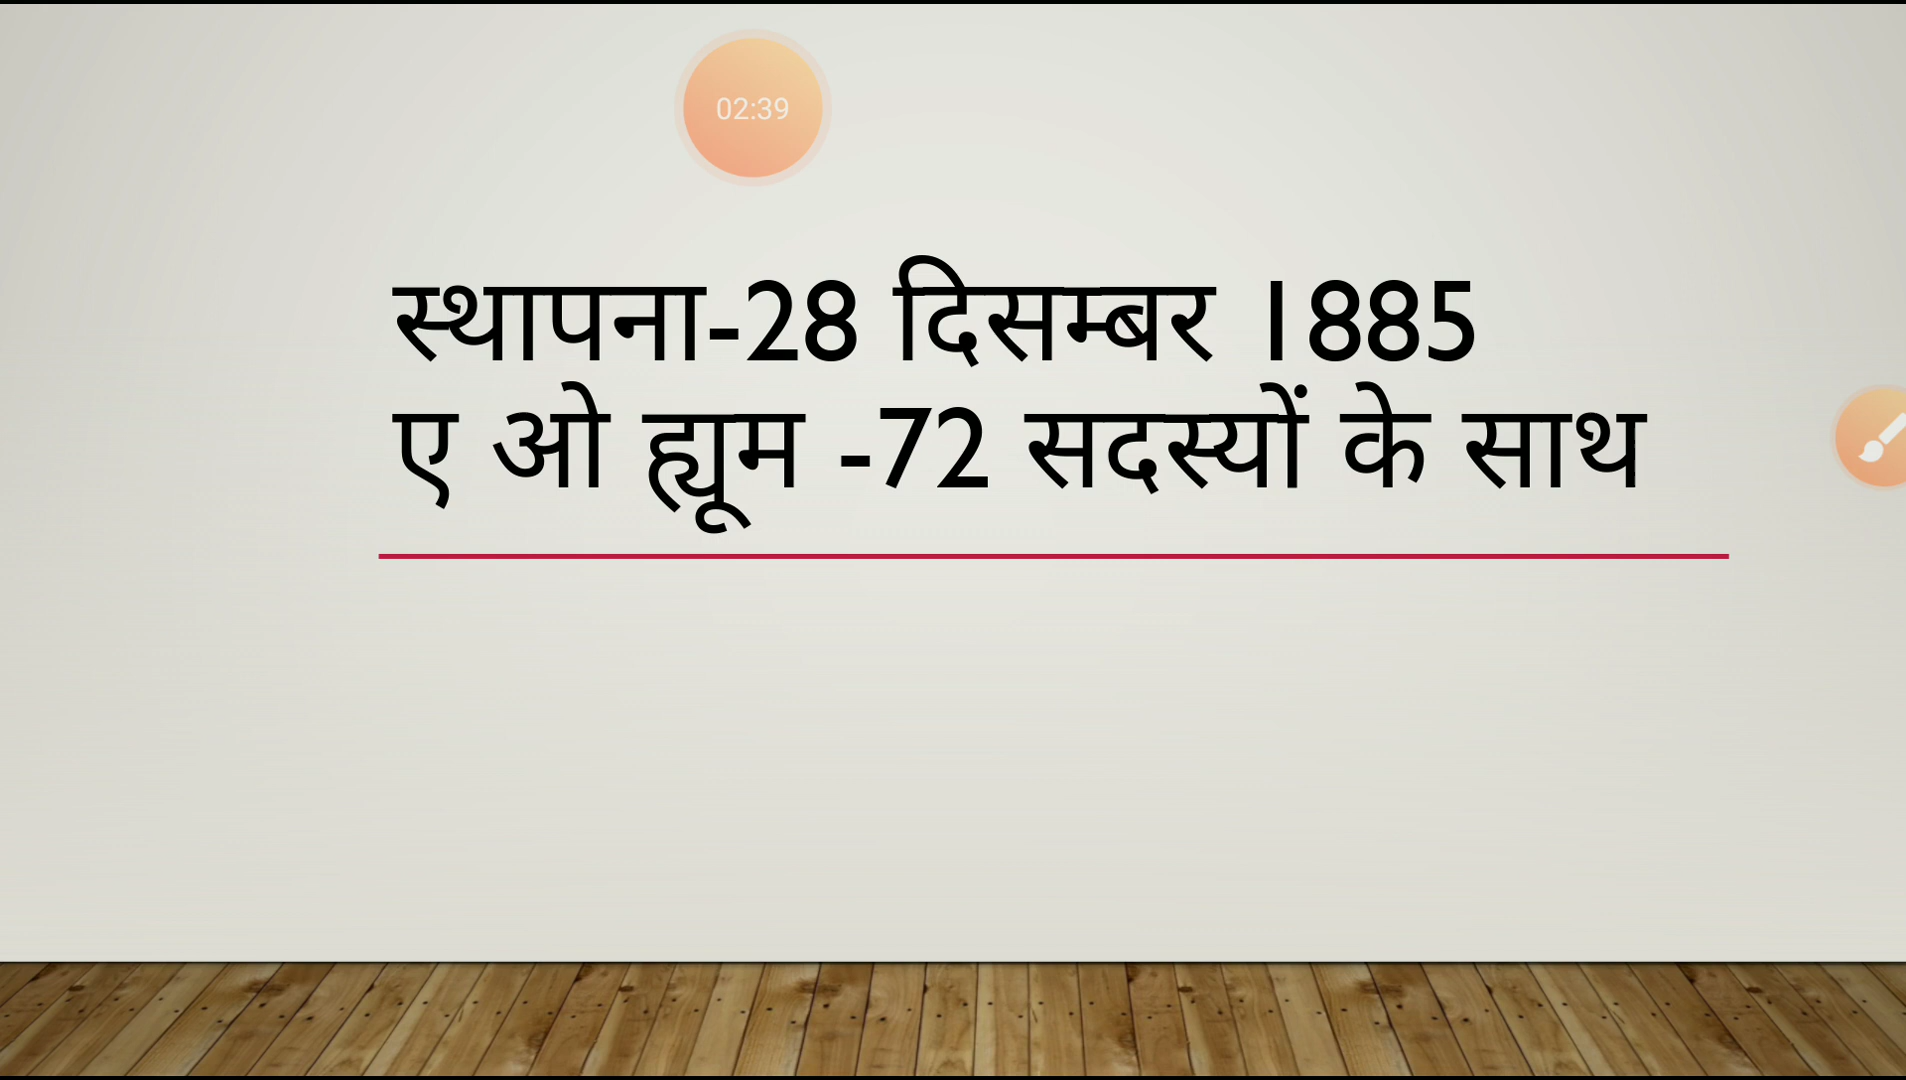 02:39
स्थापना-28 दिसम्बर 1885
ए ओ ह्यूम -72 सदस्यों के साथ